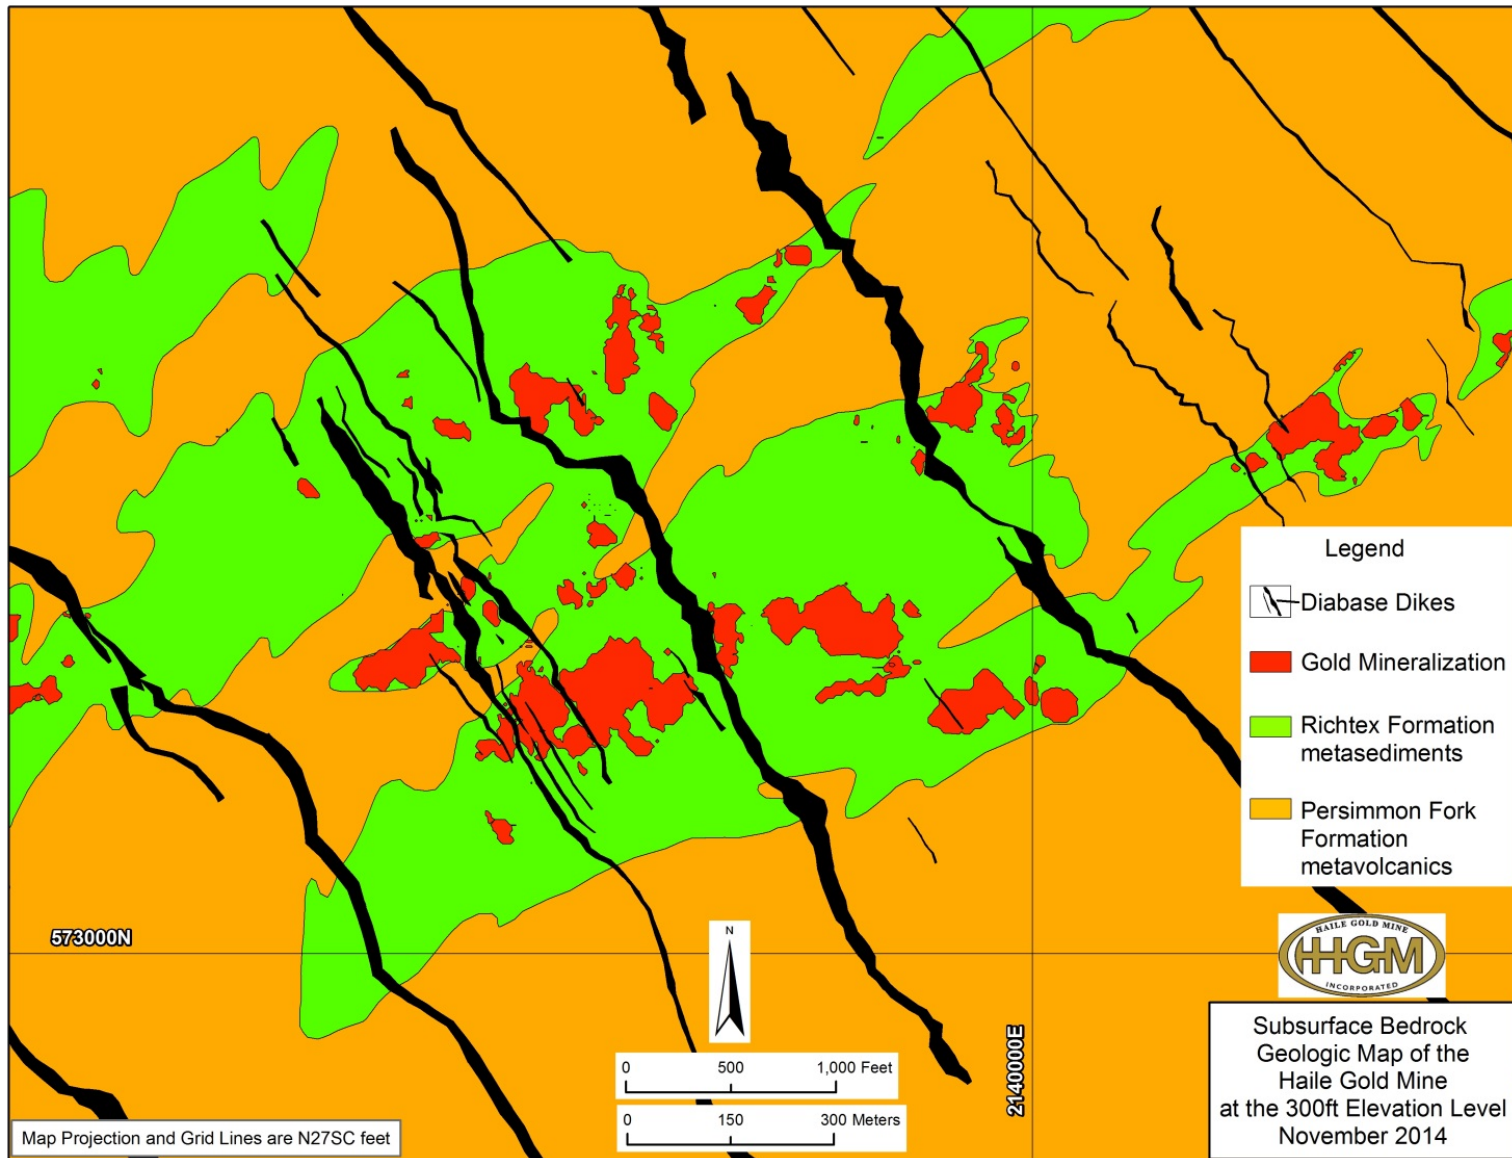 Legend
Diabase Dikes
Gold Mineralization
Richtex Formation
metasediments
Persimmon Fork
Formation
metavolcanics
573000N
N
HAILE GOLD MINE
HGM
INCORPORATED
2140000E
0 500 1,000 Feet
0 150 300 Meters
Subsurface Bedrock
Geologic Map of the
Haile Gold Mine
at the 300ft Elevation Level
November 2014
Map Projection and Grid Lines are N27SC feet